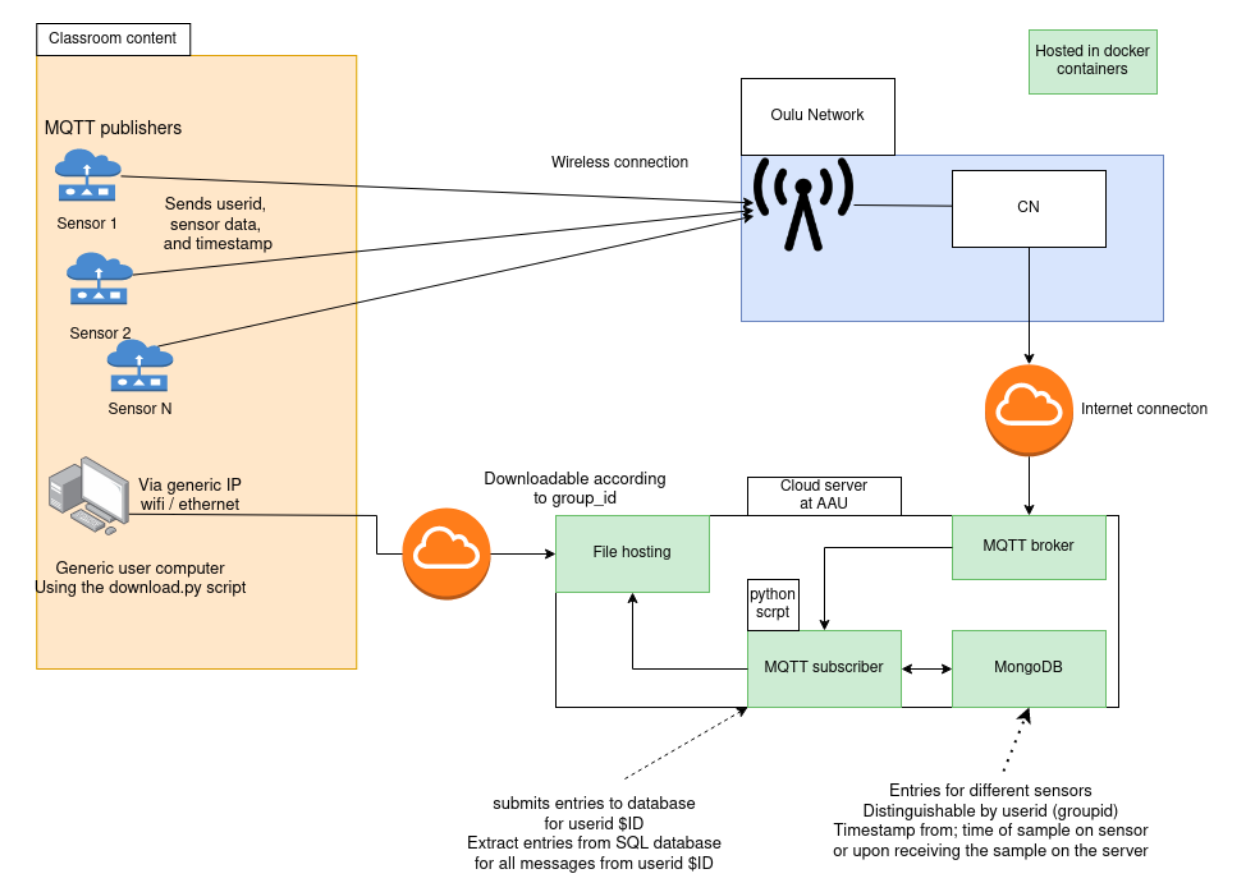 Classroom content
Hosted in docker
containers
Oulu Network
MQTT publishers
Wireless connection
Sensor 1
Sends userid,
sensor data,
and timestamp
CN
Sensor 2
Sensor N
Internet connecton
Via generic IP
wifi / ethernet
Downloadable according
to group_id
Cloud server
at AAU
File hosting
MQTT broker
Generic user computer
Using the download.py script
python
scrpt
MQTT subscriber
MongoDB
submits entries to database
for userid $ID
Extract entries from SQL database
for all messages from userid $ID
Entries for different sensors
Distinguishable by userid (groupid)
Timestamp from; time of sample on sensor
or upon receiving the sample on the server